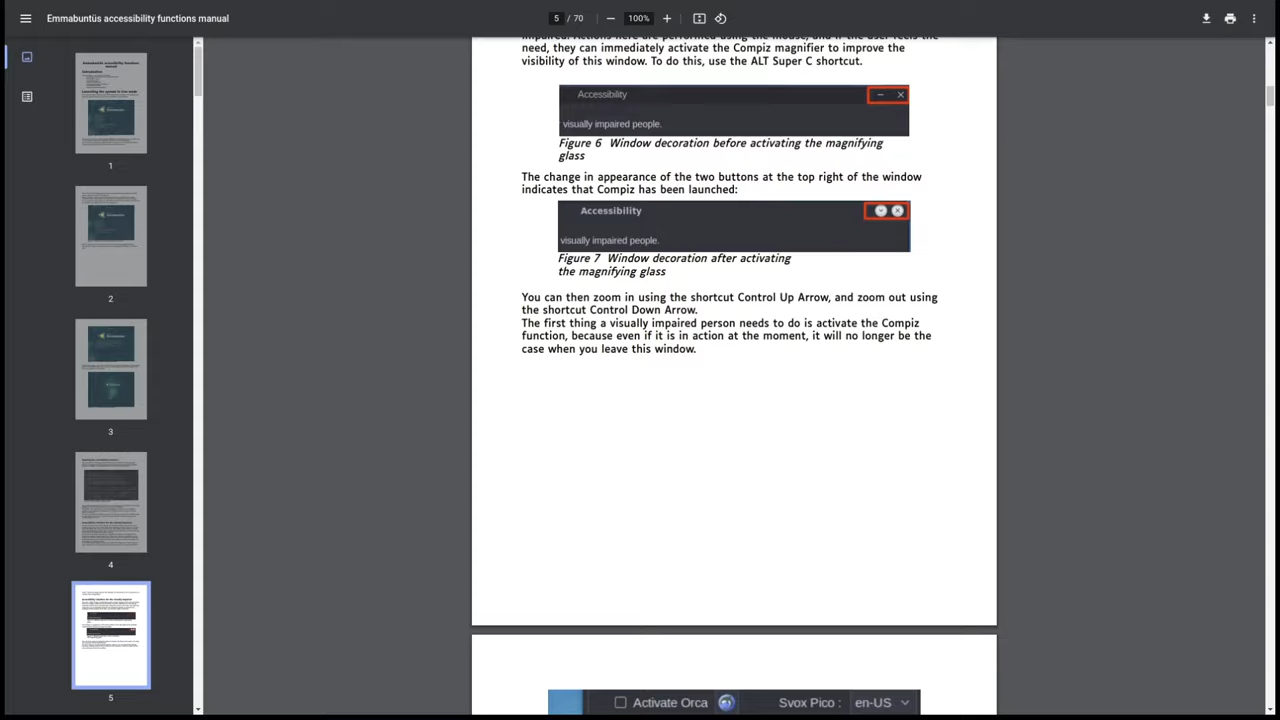 Emmabuntüs accessibility functions manual
5 / 70
100%
need, they can immediately activate the Compiz magnifier to improve the
visibility of this window. To do this, use the ALT Super C shortcut.
Accessibility
visually impaired people.
Figure 6 Window decoration before activating the magnifying
glass
The change in appearance of the two buttons at the top right of the window
indicates that Compiz has been launched:
Accessibility
visually impaired people.
Figure 7 Window decoration after activating
the magnifying glass
You can then zoom in using the shortcut Control Up Arrow, and zoom out using
the shortcut Control Down Arrow.
The first thing a visually impaired person needs to do is activate the Compiz
function, because even if it is in action at the moment, it will no longer be the
case when you leave this window.
Activate Orca
Svox Pico :
en-US
1
2
3
4
5